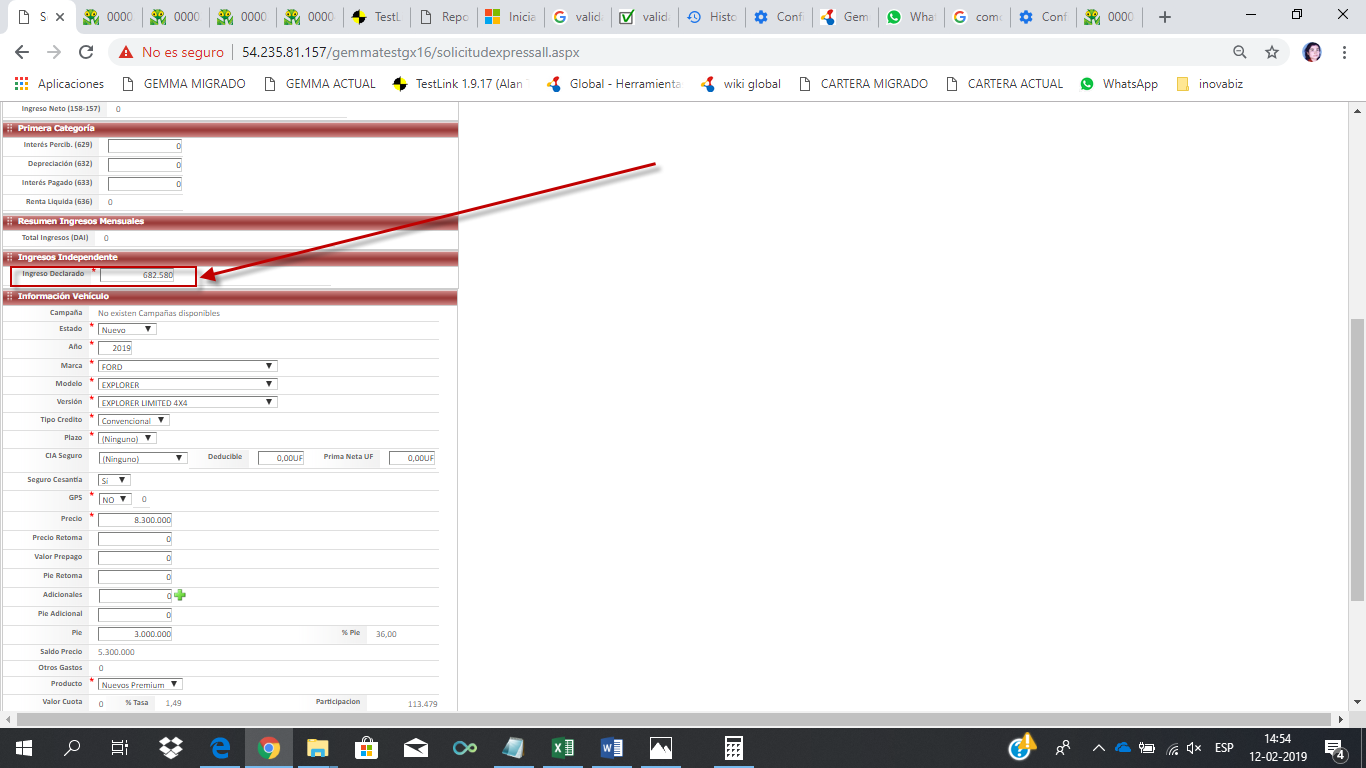 S
0000
0000
0000
0000
TestL
Repo
Inicia
valida
valida
Histo
Confi
Gem
What
como
Conf
0000
No es seguro
54.235.81.157/gemmatestgx16/solicitudexpressall.aspx
Aplicaciones
GEMMA MIGRADO
GEMMA ACTUAL
TestLink 1.9.17 (Alan
Global - Herramienta
wiki global
CARTERA MIGRADO
CARTERA ACTUAL
WhatsApp
inovabiz
Ingreso Neto (158-157) 0
Primera Categoría
Interés Percib. (629) 0
Depreciación (632) 0
Interés Pagado (633) 0
Renta Liquida (636) 0
Resumen Ingresos Mensuales
Total Ingresos (DAI) 0
Ingresos Independiente
Ingreso Declarado * 682.580
Información Vehículo
Campaña No existen Campañas disponibles
Estado * Nuevo
Año * 2019
Marca * FORD
Modelo * EXPLORER
Versión * EXPLORER LIMITED 4X4
Tipo Credito * Convencional
Plazo * (Ninguno)
CIA Seguro (Ninguno) Deducible 0,00UF Prima Neta UF 0,00UF
Seguro Cesantía Si
GPS * NO 0
Precio * 8.300.000
Precio Retoma 0
Valor Prepago 0
Pie Retoma 0
Adicionales 0
Pie Adicional 0
Pie 3.000.000 % Pie 36,00
Saldo Precio 5.300.000
Otros Gastos 0
Producto * Nuevos Premium
Valor Cuota 0 % Tasa 1,49 Participacion 113.479
ESP
14:54
12-02-2019
4